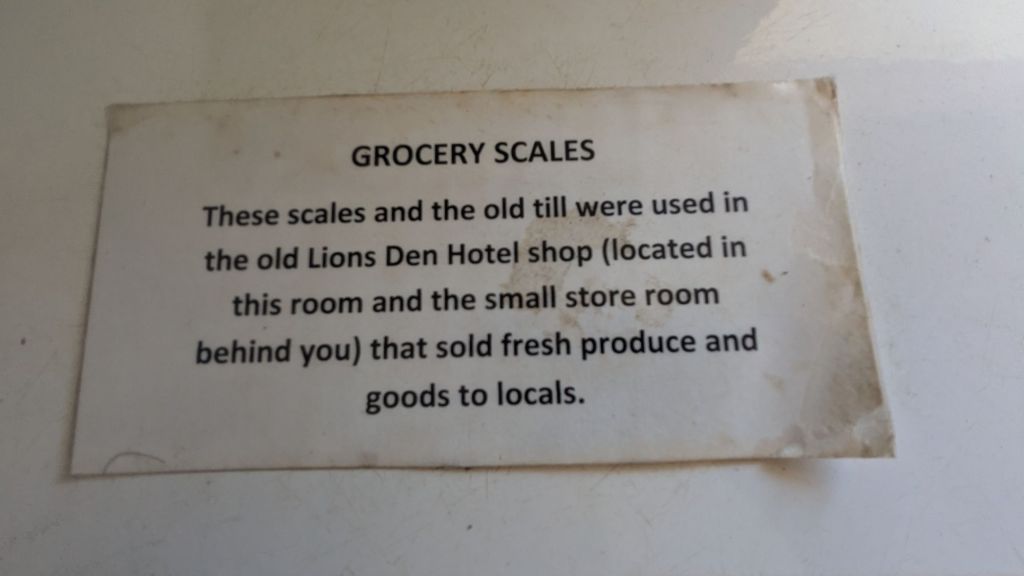 GROCERY SCALES
These scales and the old till were used in
the old Lions Den Hotel shop (located in
this room and the small store room
behind you) that sold fresh produce and
goods to locals.